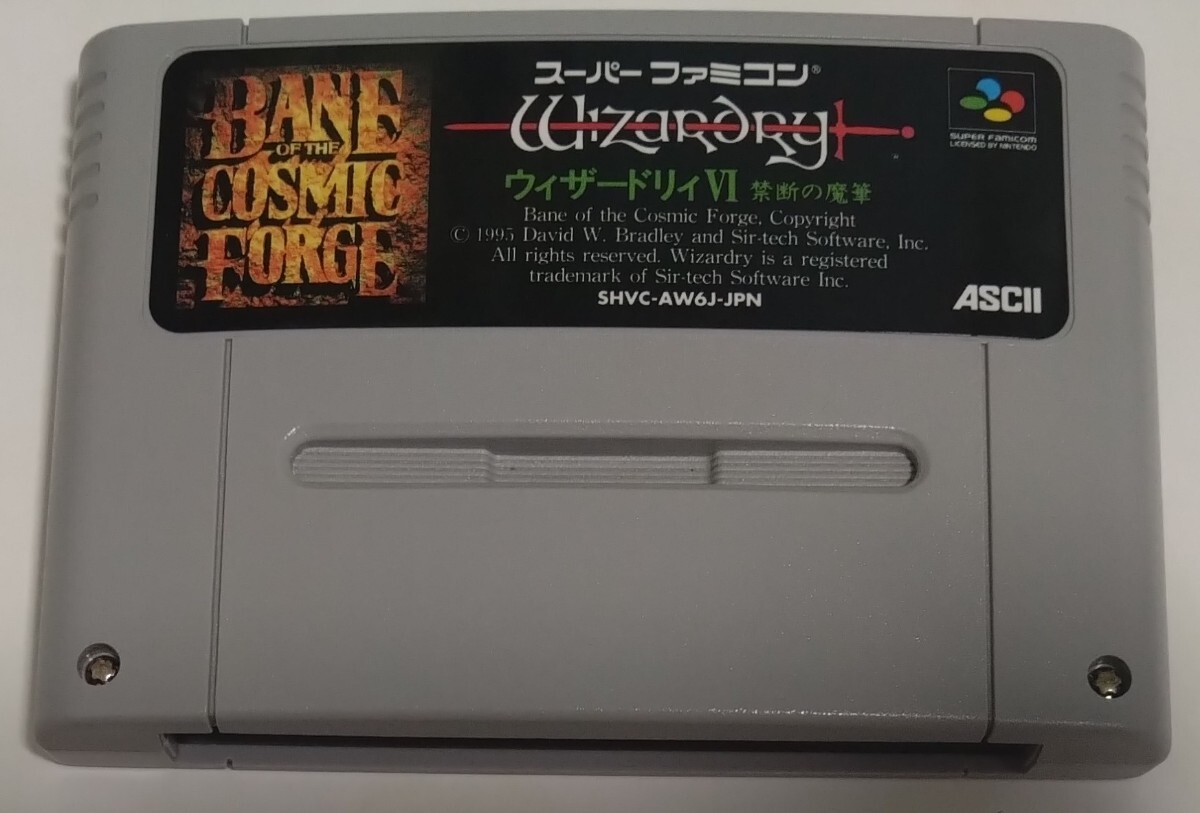 BANE
OF THE
COSMIC
FORGE
スーパーファミコン®
Wizardry
ウィザードリィVI 禁断の魔筆
Bane of the Cosmic Forge, Copyright
© 1995 David W. Bradley and Sir-tech Software, Inc.
All rights reserved. Wizardry is a registered
trademark of Sir-tech Software Inc.
SHVC-AW6J-JPN
SUPER FAMICOM
LICENSED BY NINTENDO
ASCII